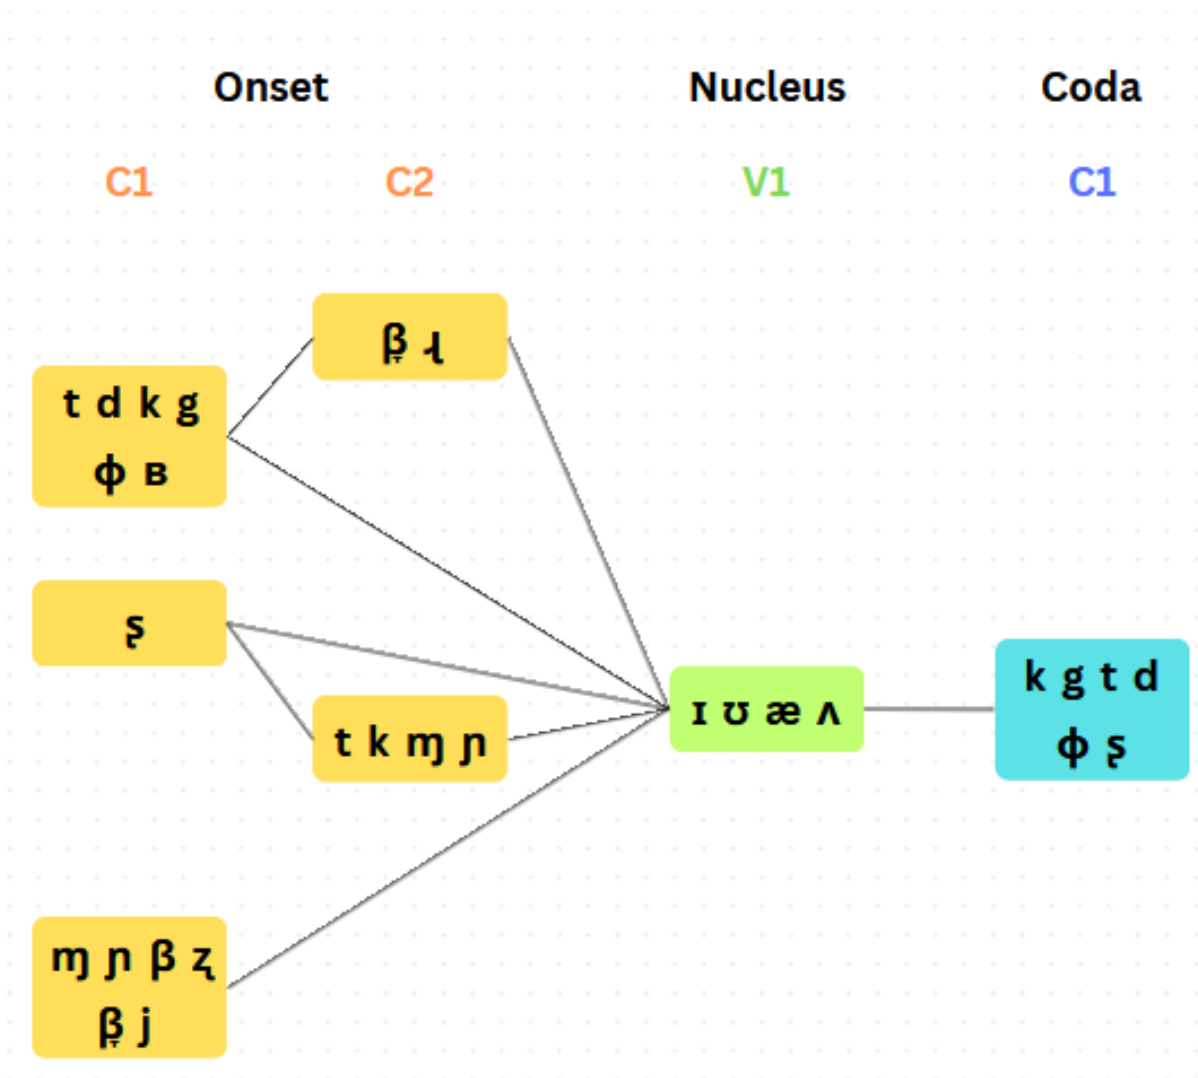 Onset Nucleus Coda
C1 C2 V1 C1
β̞ ɻ
t d k g
ɸ ʙ
ʂ
t k ɱ ɲ
ɪ ʊ æ ʌ
k g t d
ɸ ʂ
ɱ ɲ β ʐ
β̞ j